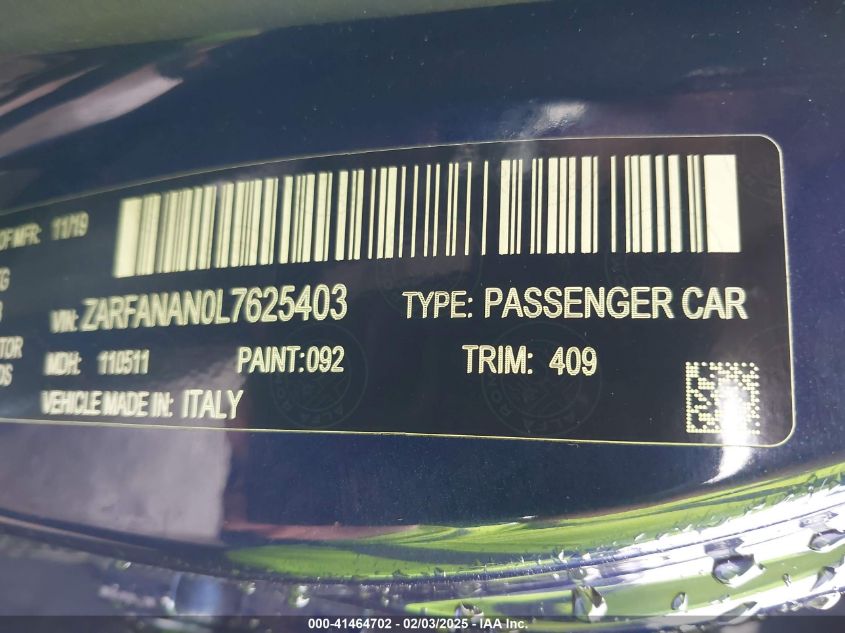 OF MFR: 11/19
VIN: ZARFANAN0L7625403 TYPE: PASSENGER CAR
MDH: 110511 PAINT:092 TRIM: 409
VEHICLE MADE IN: ITALY
000-41464702 - 02/03/2025 - IAA Inc.